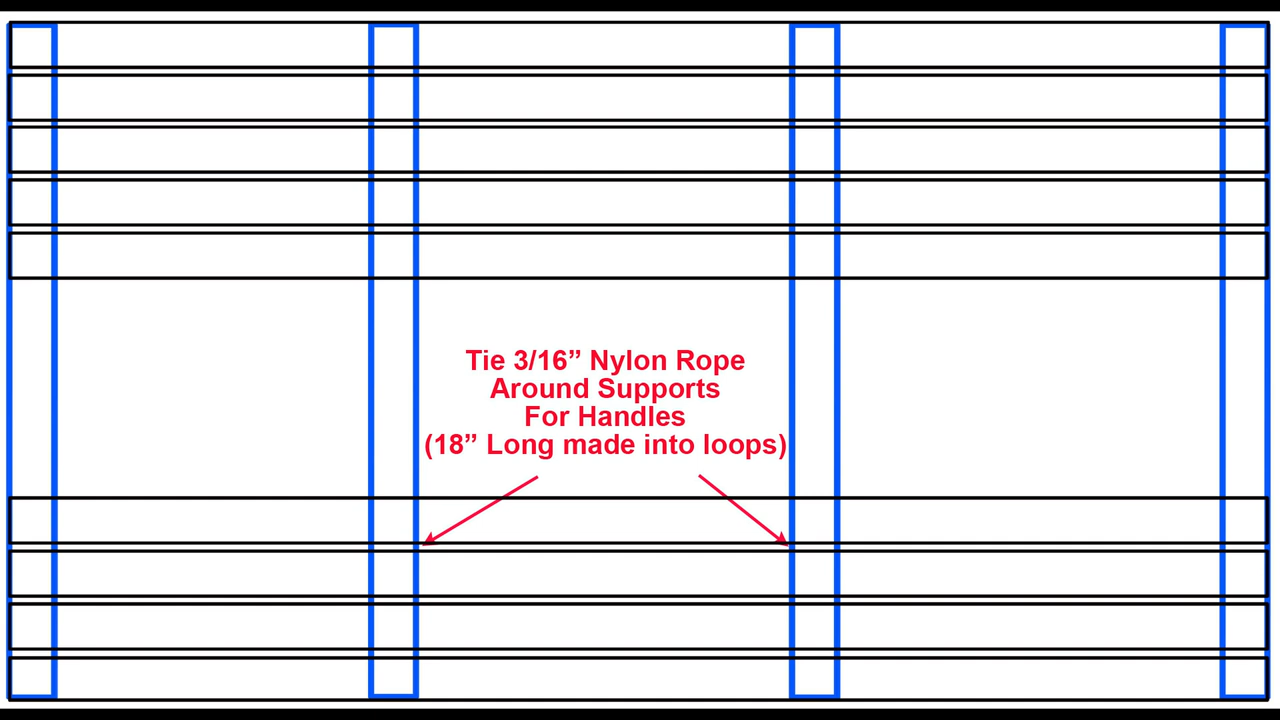 Tie 3/16” Nylon Rope
Around Supports
For Handles
(18” Long made into loops)